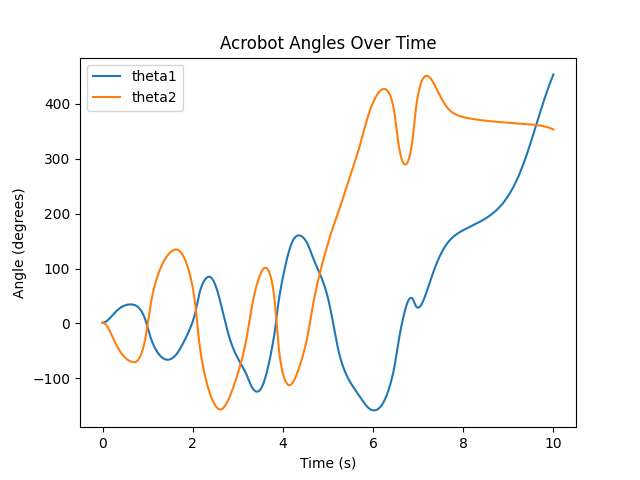 Acrobot Angles Over Time
theta1
theta2
Angle (degrees)
400
300
200
100
0
−100
0 2 4 6 8 10
Time (s)